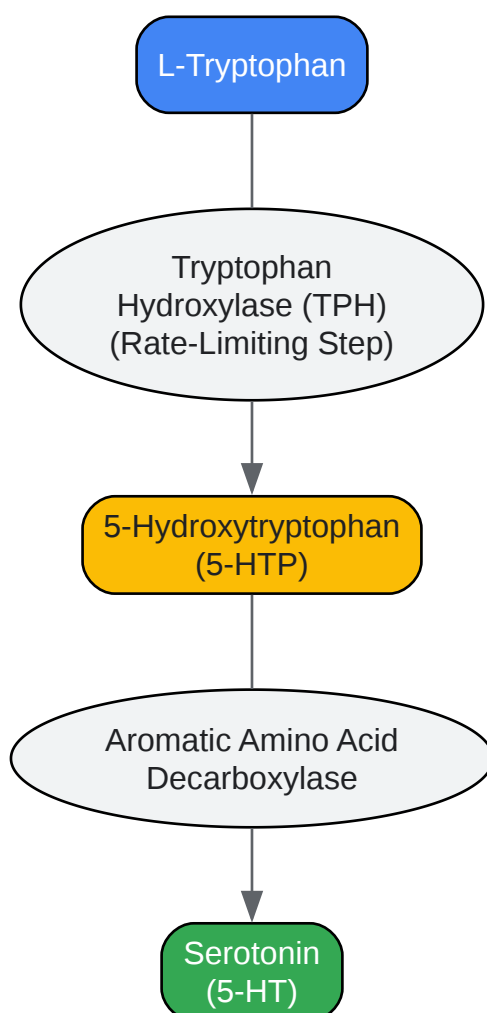 L-Tryptophan
Tryptophan
Hydroxylase (TPH)
(Rate-Limiting Step)
5-Hydroxytryptophan
(5-HTP)
Aromatic Amino Acid
Decarboxylase
Serotonin
(5-HT)